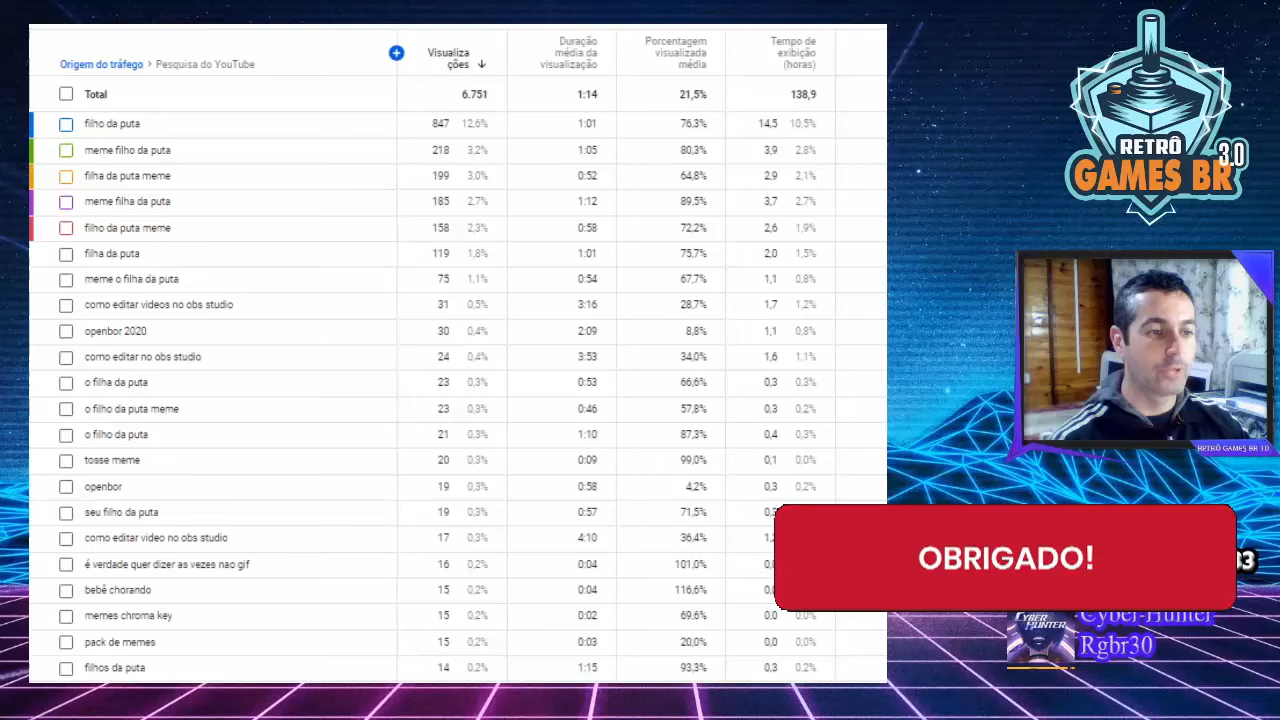 Origem do tráfego > Pesquisa do YouTube
Visualiza
ções
Duração
média da
visualização
Porcentagem
visualizada
média
Tempo de
exibição
(horas)
Total 6.751 1:14 21,5% 138,9
filho da puta 847 12,6% 1:01 76,3% 14,5 10,5%
meme filho da puta 218 3,2% 1:05 80,3% 3,9 2,8%
filha da puta meme 199 3,0% 0:52 64,8% 2,9 2,1%
meme filha da puta 185 2,7% 1:12 89,5% 3,7 2,7%
filho da puta meme 158 2,3% 0:58 72,2% 2,6 1,9%
filha da puta 119 1,8% 1:01 75,7% 2,0 1,5%
meme o filha da puta 75 1,1% 0:54 67,7% 1,1 0,8%
como editar videos no obs studio 31 0,5% 3:16 28,7% 1,7 1,2%
openbor 2020 30 0,4% 2:09 8,8% 1,1 0,8%
como editar no obs studio 24 0,4% 3:53 34,0% 1,6 1,1%
o filha da puta 23 0,3% 0:53 66,6% 0,3 0,3%
o filho da puta meme 23 0,3% 0:46 57,8% 0,3 0,2%
o filho da puta 21 0,3% 1:10 87,3% 0,4 0,3%
tosse meme 20 0,3% 0:09 99,0% 0,1 0,0%
openbor 19 0,3% 0:58 4,2% 0,3 0,2%
seu filho da puta 19 0,3% 0:57 71,5%
como editar video no obs studio 17 0,3% 4:10 36,4%
é verdade quer dizer as vezes nao gif 16 0,2% 0:04 101,0%
bebê chorando 15 0,2% 0:04 116,6%
memes chroma key 15 0,2% 0:02 69,6% 0,0 0,0%
pack de memes 15 0,2% 0:03 20,0% 0,0 0,0%
filhos da puta 14 0,2% 1:15 93,3% 0,3 0,2%
RETRÔ
GAMES BR
3.0
RETRÔ GAMES BR 3.0
OBRIGADO!
CYBER
HUNTER
Cyber-Hunter
Rgbr30